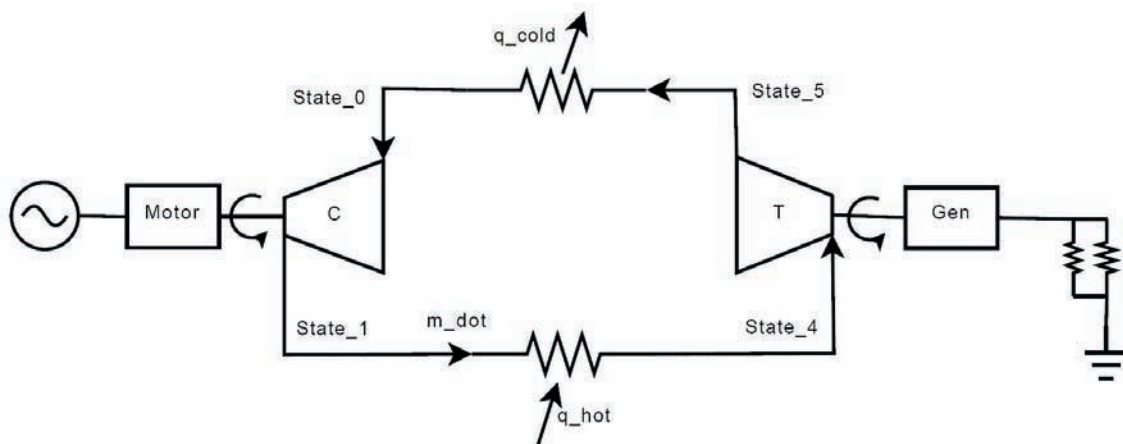 q_cold
State_0
State_5
Motor
C
T
Gen
State_1
m_dot
State_4
q_hot